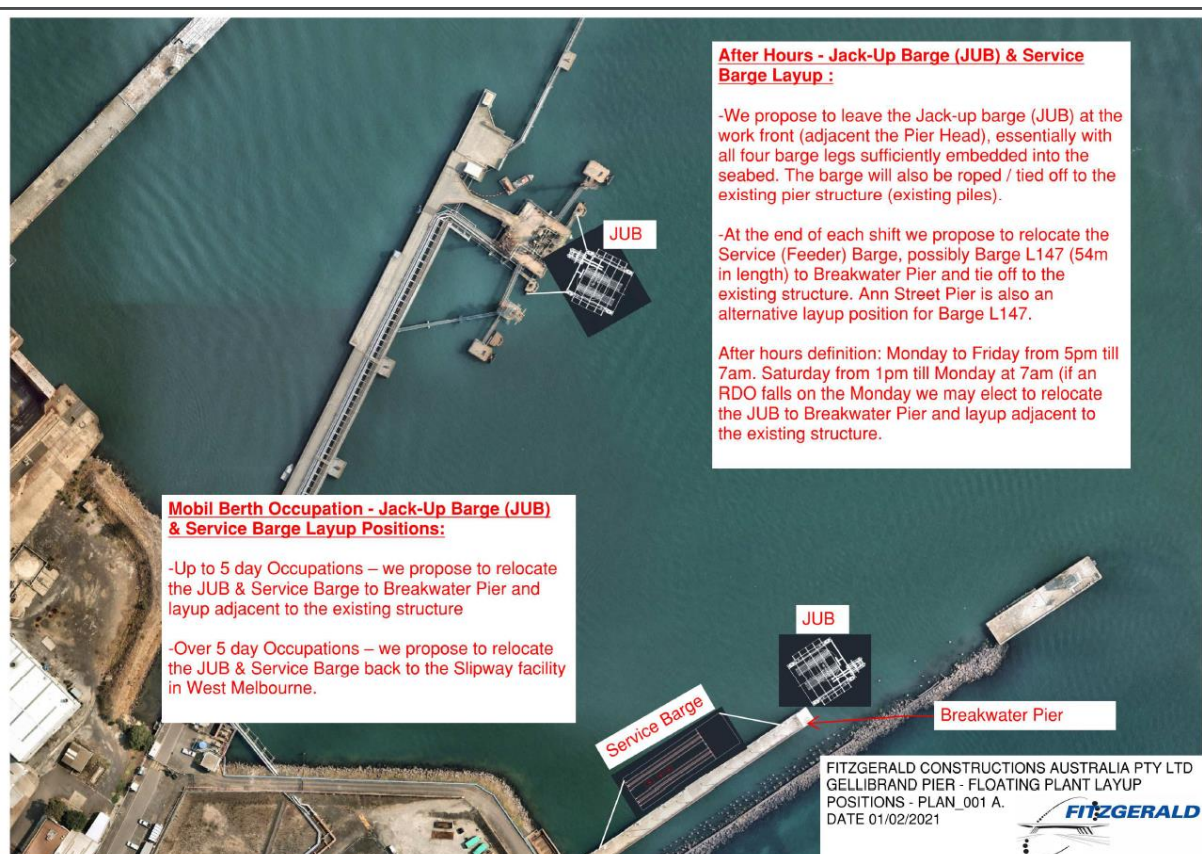 After Hours - Jack-Up Barge (JUB) & Service
Barge Layup :
-We propose to leave the Jack-up barge (JUB) at the
work front (adjacent the Pier Head), essentially with
all four barge legs sufficiently embedded into the
seabed. The barge will also be roped / tied off to the
existing pier structure (existing piles).
-At the end of each shift we propose to relocate the
Service (Feeder) Barge, possibly Barge L147 (54m
in length) to Breakwater Pier and tie off to the
existing structure. Ann Street Pier is also an
alternative layup position for Barge L147.
After hours definition: Monday to Friday from 5pm till
7am. Saturday from 1pm till Monday at 7am (if an
RDO falls on the Monday we may elect to relocate
the JUB to Breakwater Pier and layup adjacent to
the existing structure.
JUB
Mobil Berth Occupation - Jack-Up Barge (JUB)
& Service Barge Layup Positions:
-Up to 5 day Occupations – we propose to relocate
the JUB & Service Barge to Breakwater Pier and
layup adjacent to the existing structure
-Over 5 day Occupations – we propose to relocate
the JUB & Service Barge back to the Slipway facility
in West Melbourne.
JUB
Service Barge
Breakwater Pier
FITZGERALD CONSTRUCTIONS AUSTRALIA PTY LTD
GELLIBRAND PIER - FLOATING PLANT LAYUP
POSITIONS - PLAN_001 A.
DATE 01/02/2021
FITZGERALD